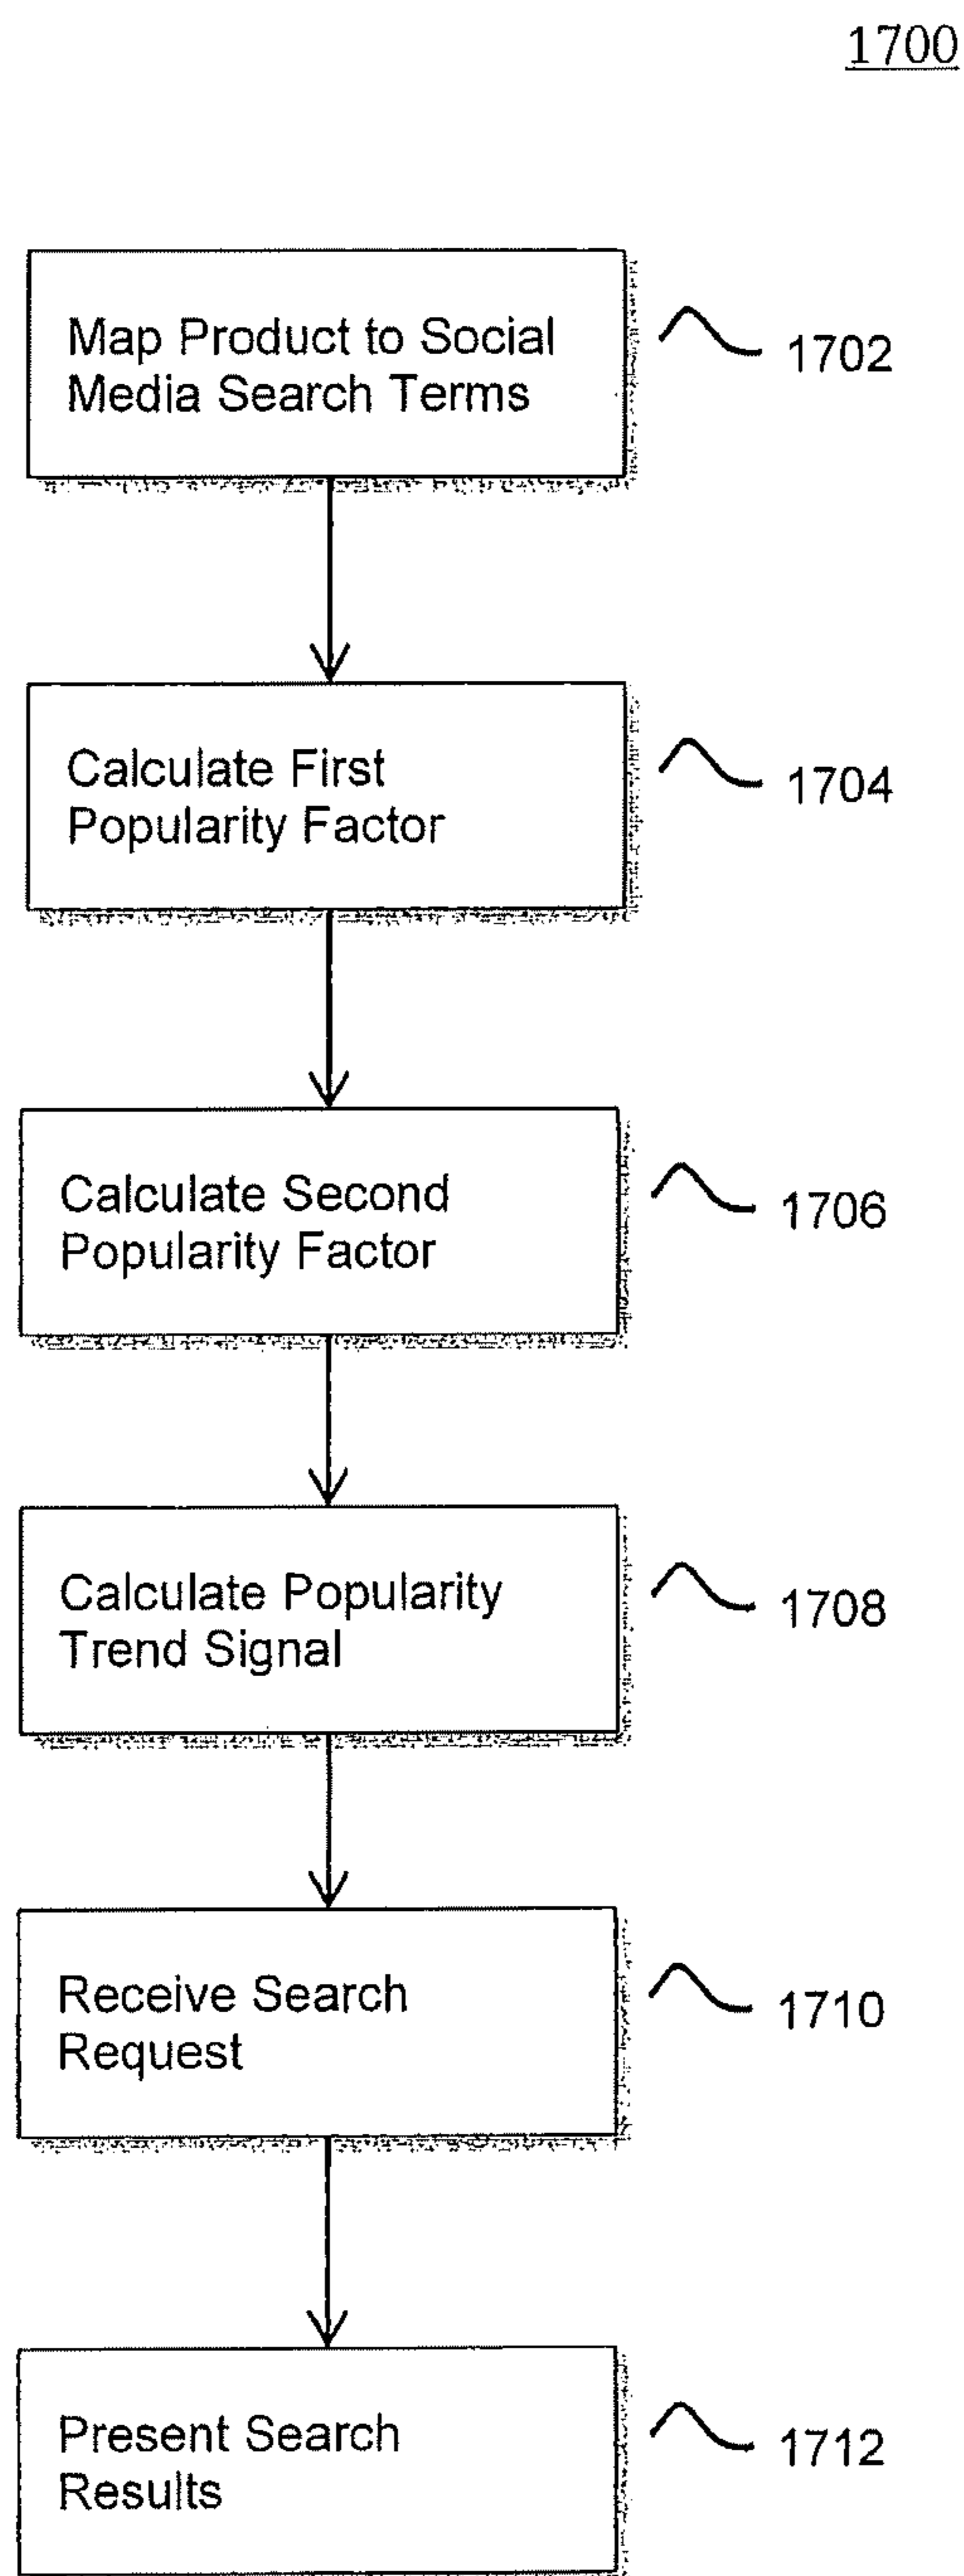 1700
Map Product to Social
Media Search Terms
1702
Calculate First
Popularity Factor
1704
Calculate Second
Popularity Factor
1706
Calculate Popularity
Trend Signal
1708
Receive Search
Request
1710
Present Search
Results
1712